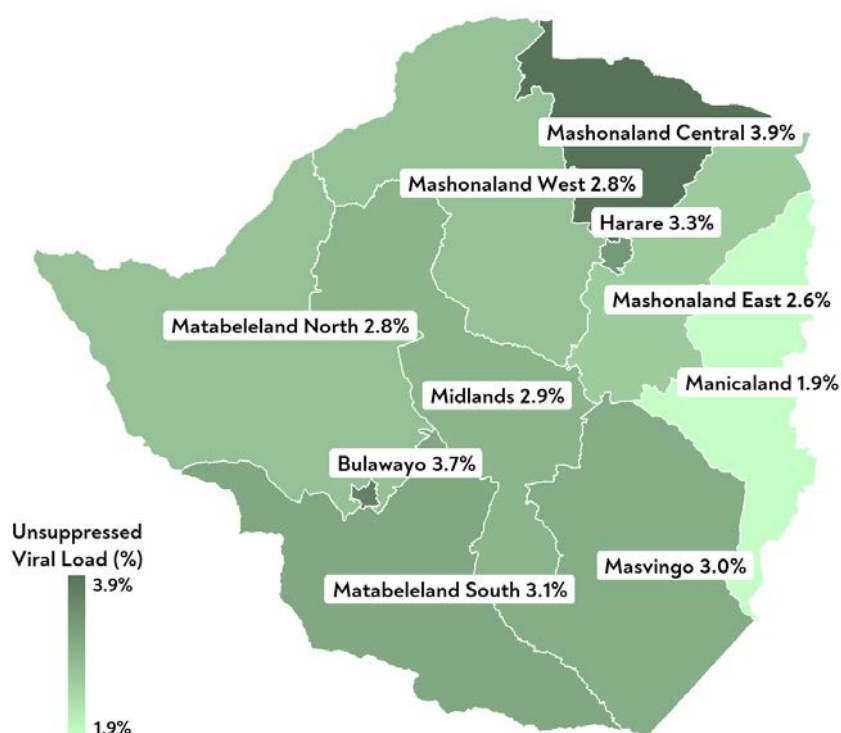 Mashonaland Central 3.9%
Mashonaland West 2.8%
Harare 3.3%
Mashonaland East 2.6%
Matabeleland North 2.8%
Manicaland 1.9%
Midlands 2.9%
Bulawayo 3.7%
Masvingo 3.0%
Matabeleland South 3.1%
Unsuppressed
Viral Load (%)
3.9%
1.9%